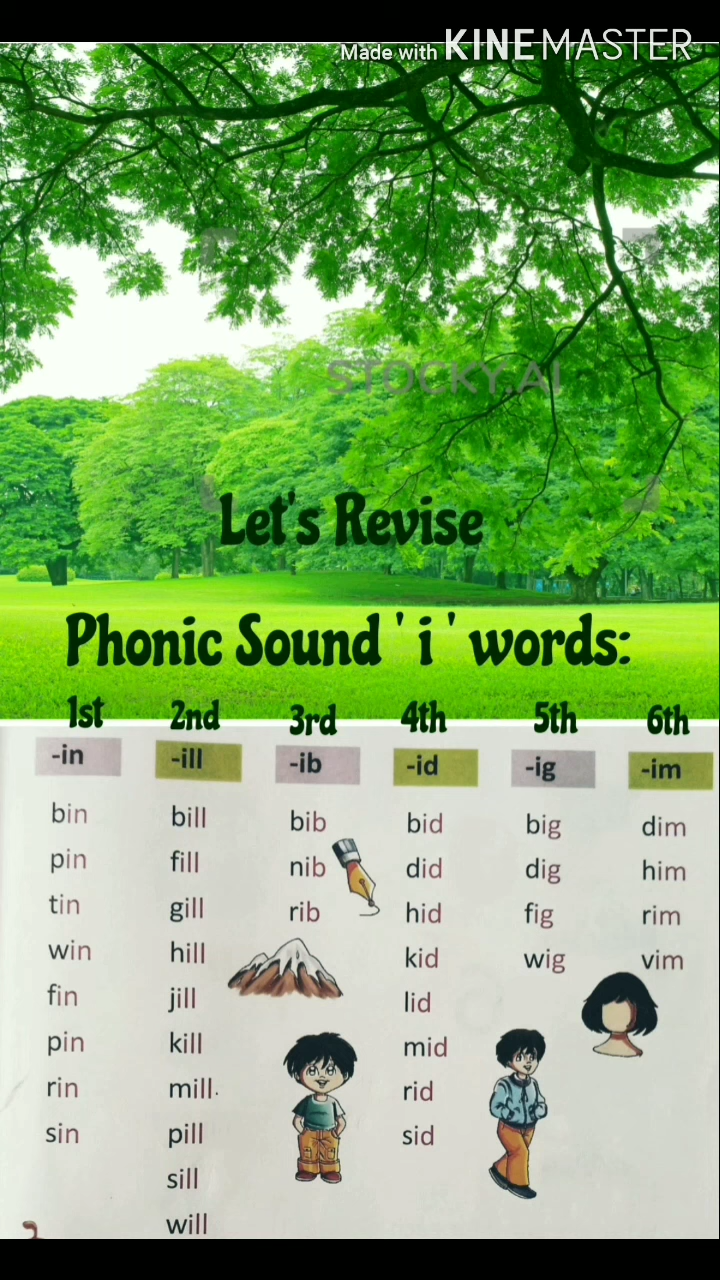 Made with KINEMASTER
STOCKY.AI
Let's Revise
Phonic Sound ' i ' words:
1st 2nd 3rd 4th 5th 6th
-in -ill -ib -id -ig -im
bin bill bib bid big dim
pin fill nib did dig him
tin gill rib hid fig rim
win hill kid wig vim
fin jill lid
pin kill mid
rin mill. rid
sin pill sid
sill
will